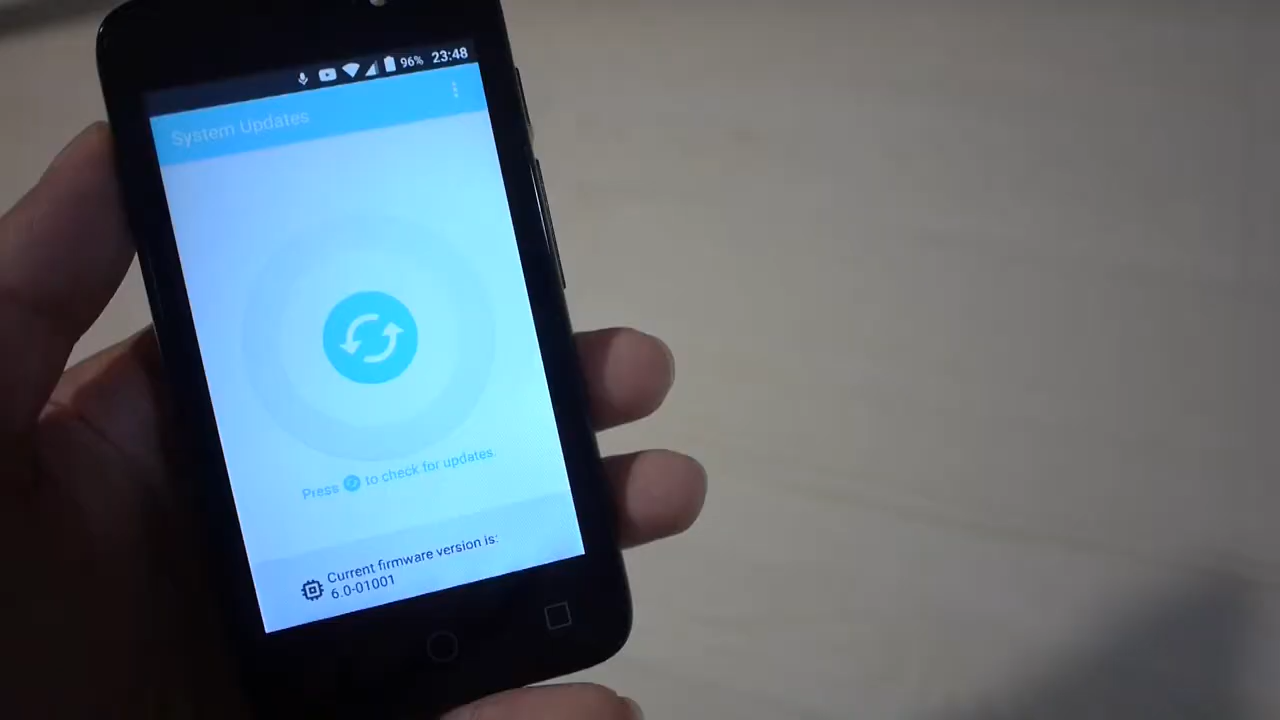 96% 23:48
System Updates
Press to check for updates.
Current firmware version is:
6.0-01001